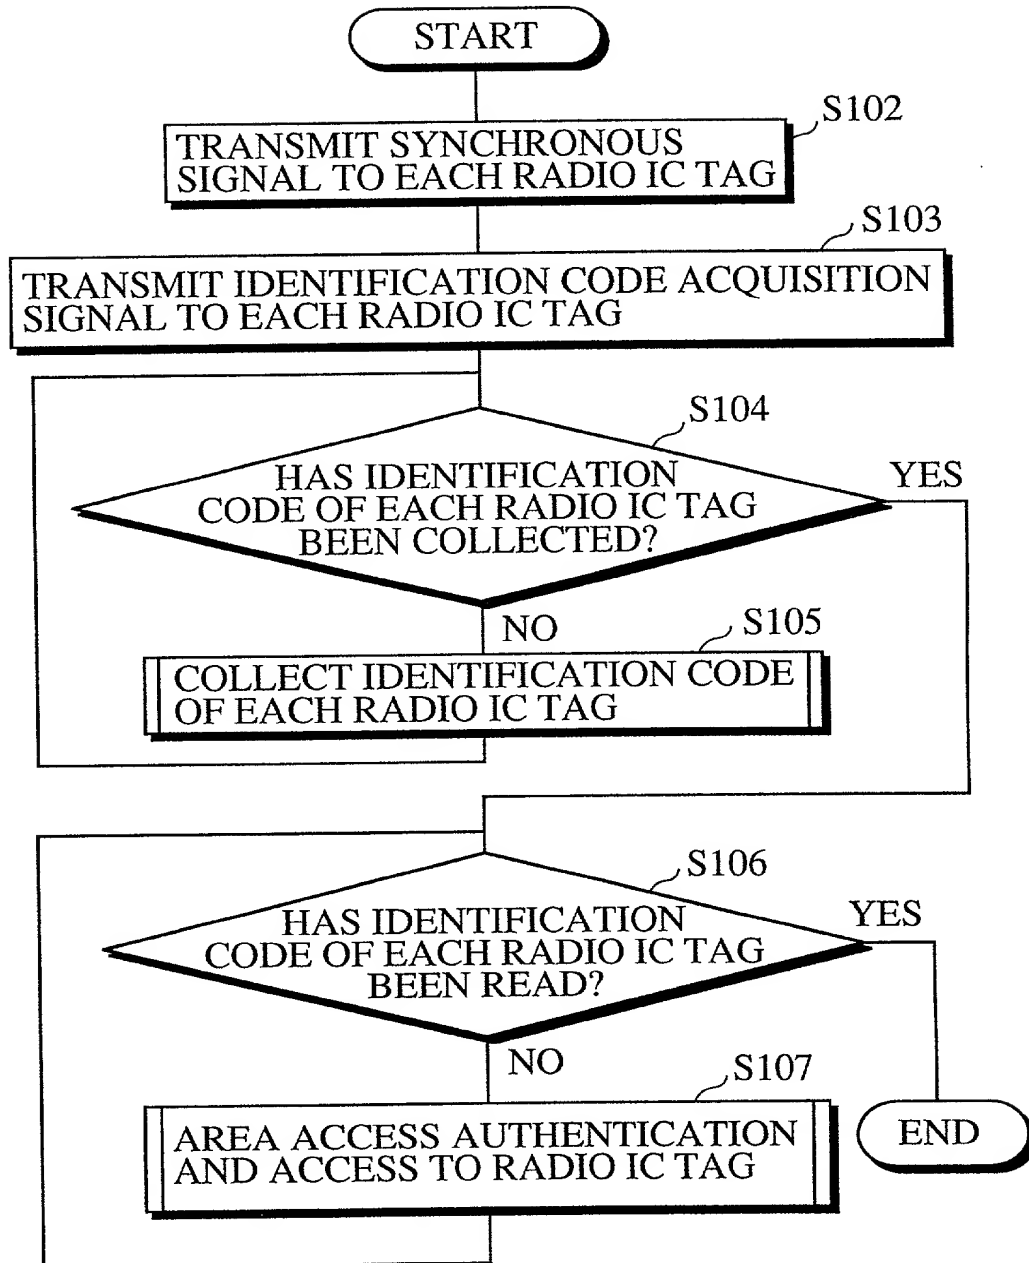 START
S102
TRANSMIT SYNCHRONOUS
SIGNAL TO EACH RADIO IC TAG
S103
TRANSMIT IDENTIFICATION CODE ACQUISITION
SIGNAL TO EACH RADIO IC TAG
S104
HAS IDENTIFICATION
CODE OF EACH RADIO IC TAG
BEEN COLLECTED?
YES
NO
S105
COLLECT IDENTIFICATION CODE
OF EACH RADIO IC TAG
S106
HAS IDENTIFICATION
CODE OF EACH RADIO IC TAG
BEEN READ?
YES
NO
S107
AREA ACCESS AUTHENTICATION
AND ACCESS TO RADIO IC TAG
END